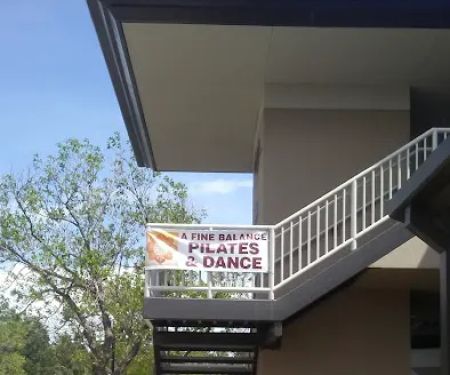 A FINE BALANCE
PILATES
& DANCE